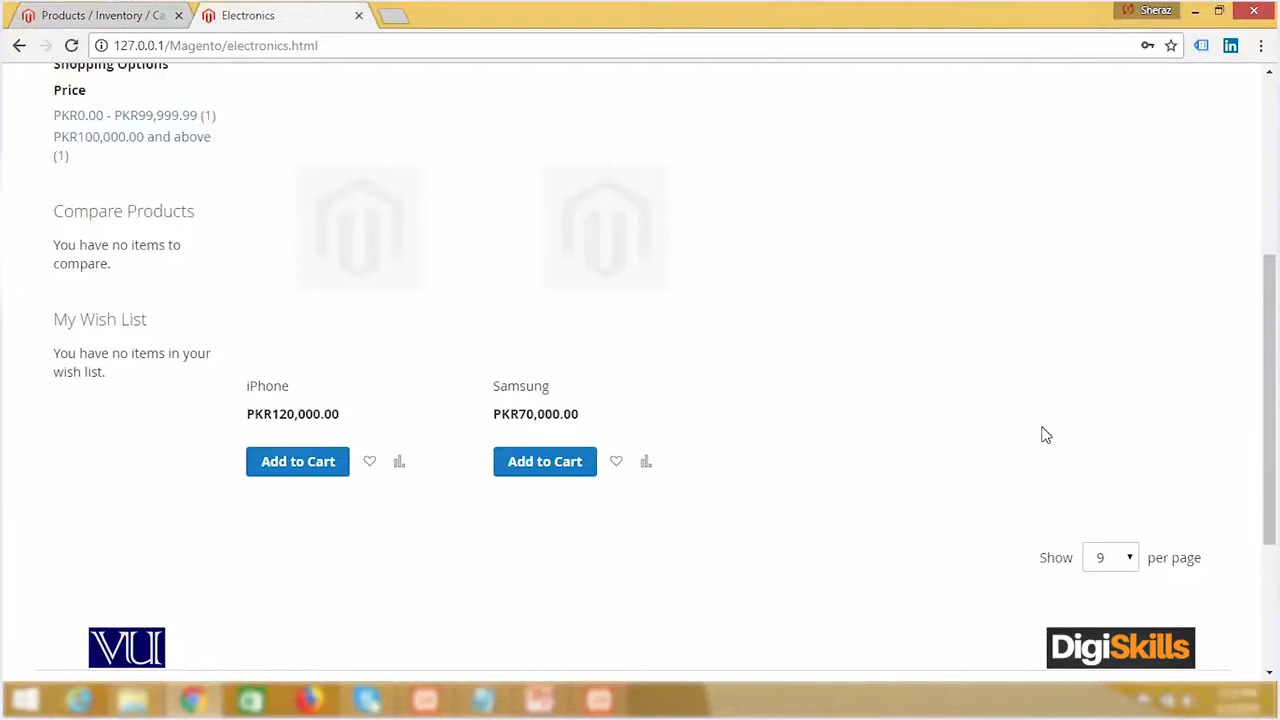 Products / Inventory / Ca
Electronics
Sheraz
127.0.0.1/Magento/electronics.html
Shopping Options
Price
PKR0.00 - PKR99,999.99 (1)
PKR100,000.00 and above
(1)
Compare Products
You have no items to
compare.
My Wish List
You have no items in your
wish list.
iPhone
Samsung
PKR120,000.00
PKR70,000.00
Add to Cart
Add to Cart
Show 9 per page
VU
DigiSkills